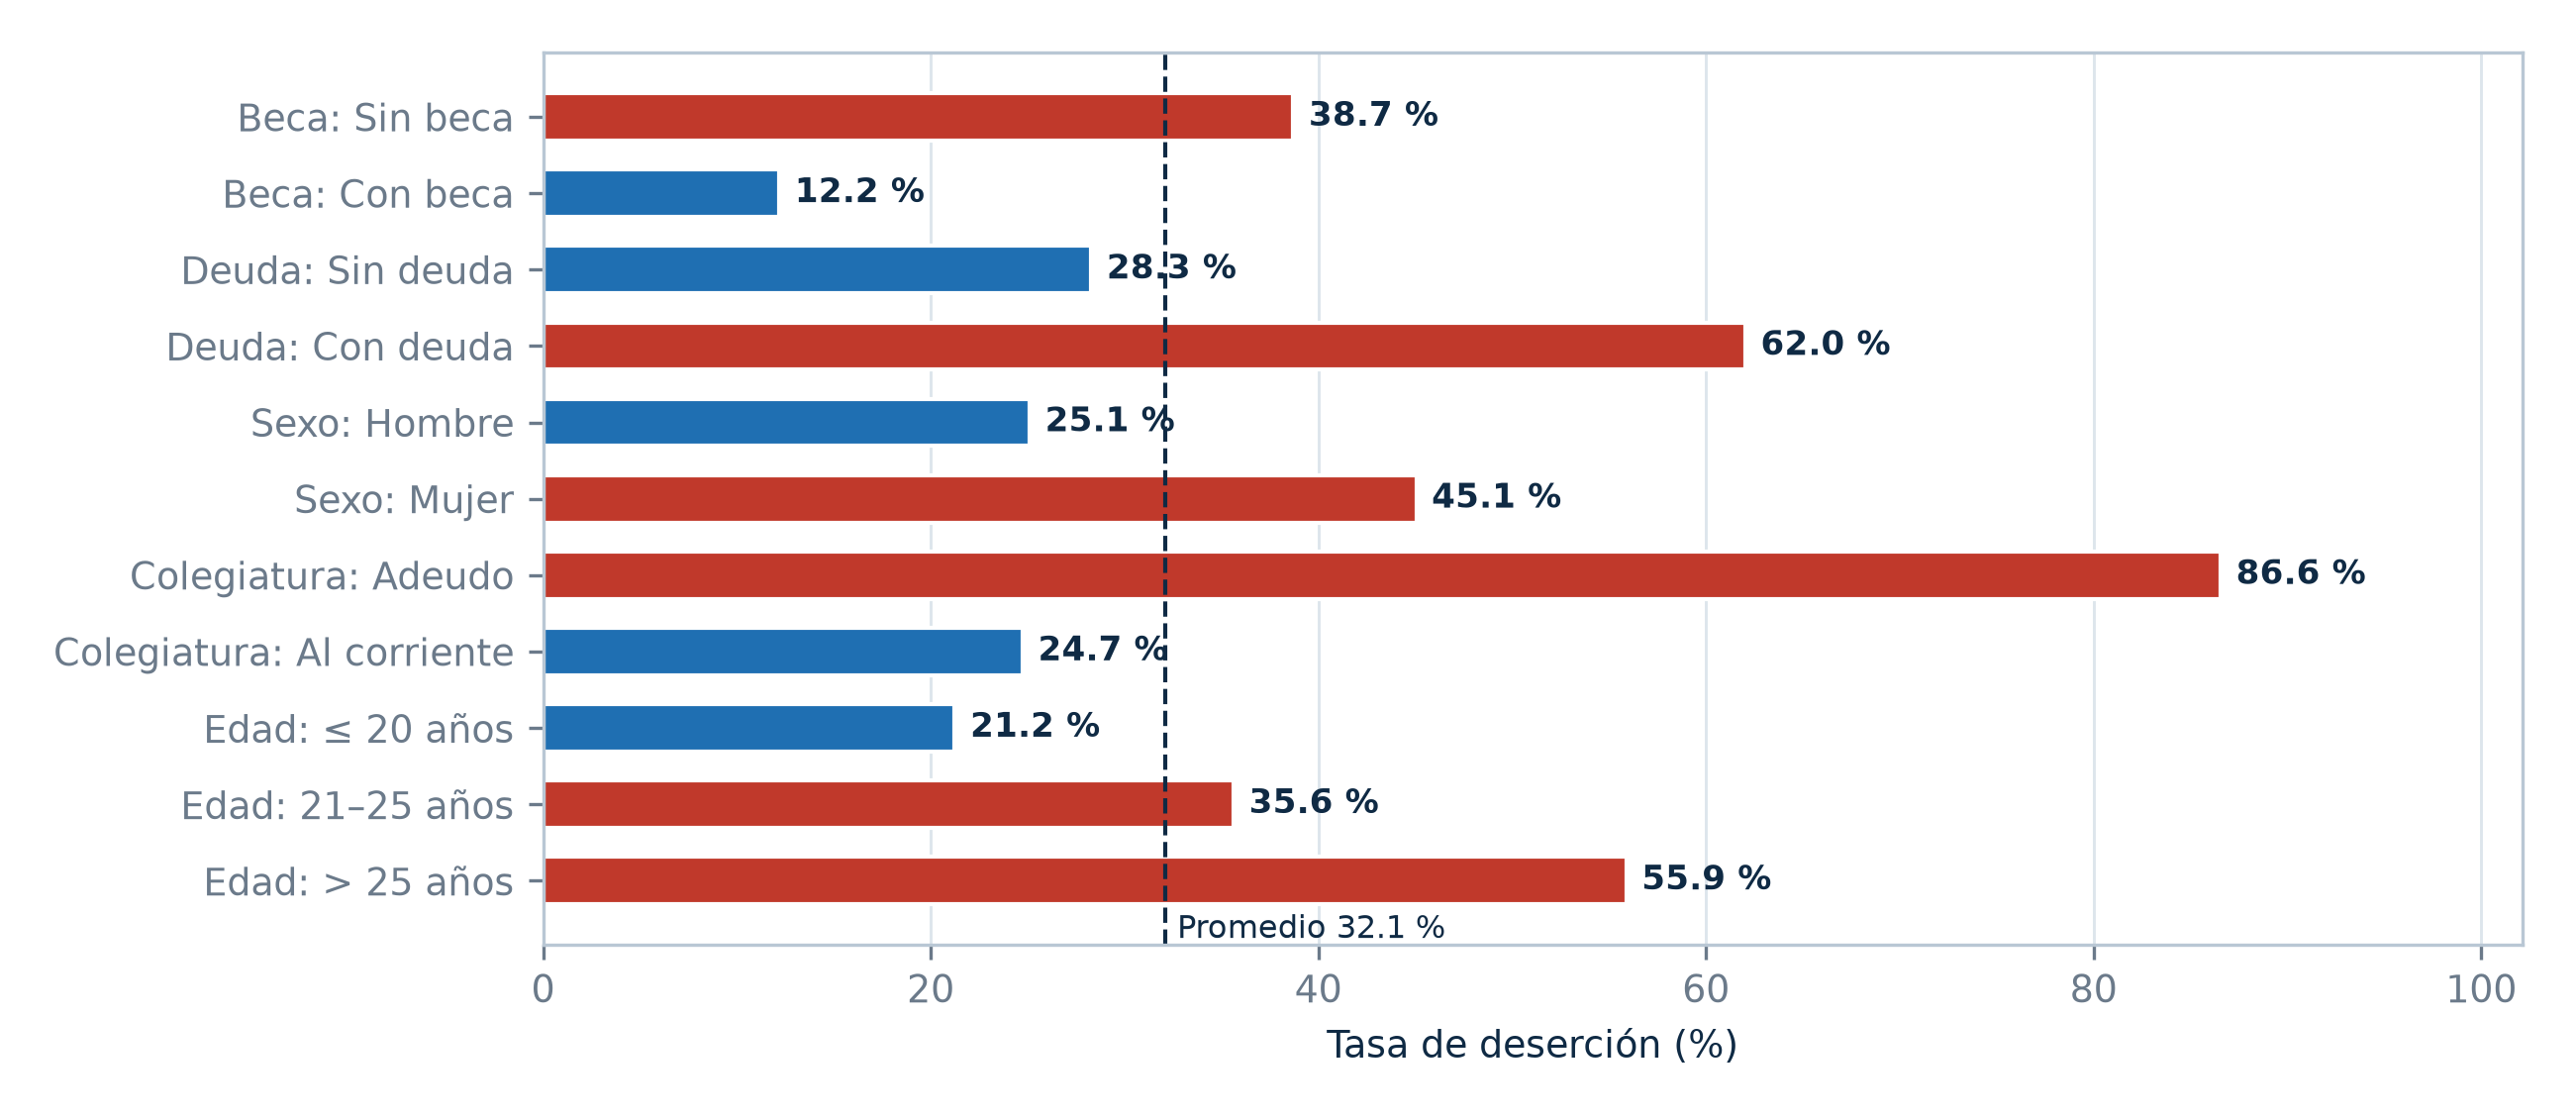 Beca: Sin beca 38.7 %
Beca: Con beca 12.2 %
Deuda: Sin deuda 28.3 %
Deuda: Con deuda 62.0 %
Sexo: Hombre 25.1 %
Sexo: Mujer 45.1 %
Colegiatura: Adeudo 86.6 %
Colegiatura: Al corriente 24.7 %
Edad: ≤ 20 años 21.2 %
Edad: 21–25 años 35.6 %
Edad: > 25 años 55.9 %
Promedio 32.1 %
0 20 40 60 80 100
Tasa de deserción (%)